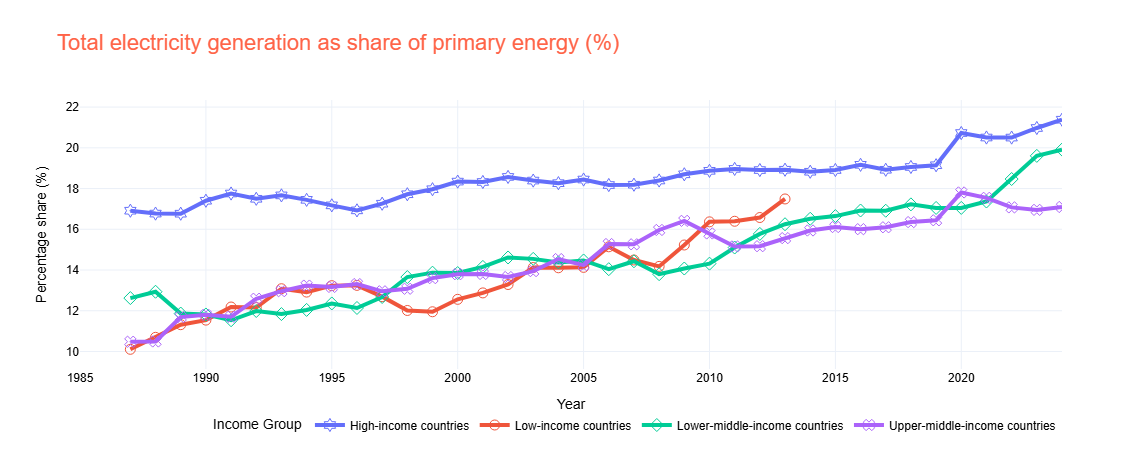 Total electricity generation as share of primary energy (%)
22
20
18
16
14
12
10
Percentage share (%)
1985 1990 1995 2000 2005 2010 2015 2020
Year
Income Group High-income countries Low-income countries Lower-middle-income countries Upper-middle-income countries